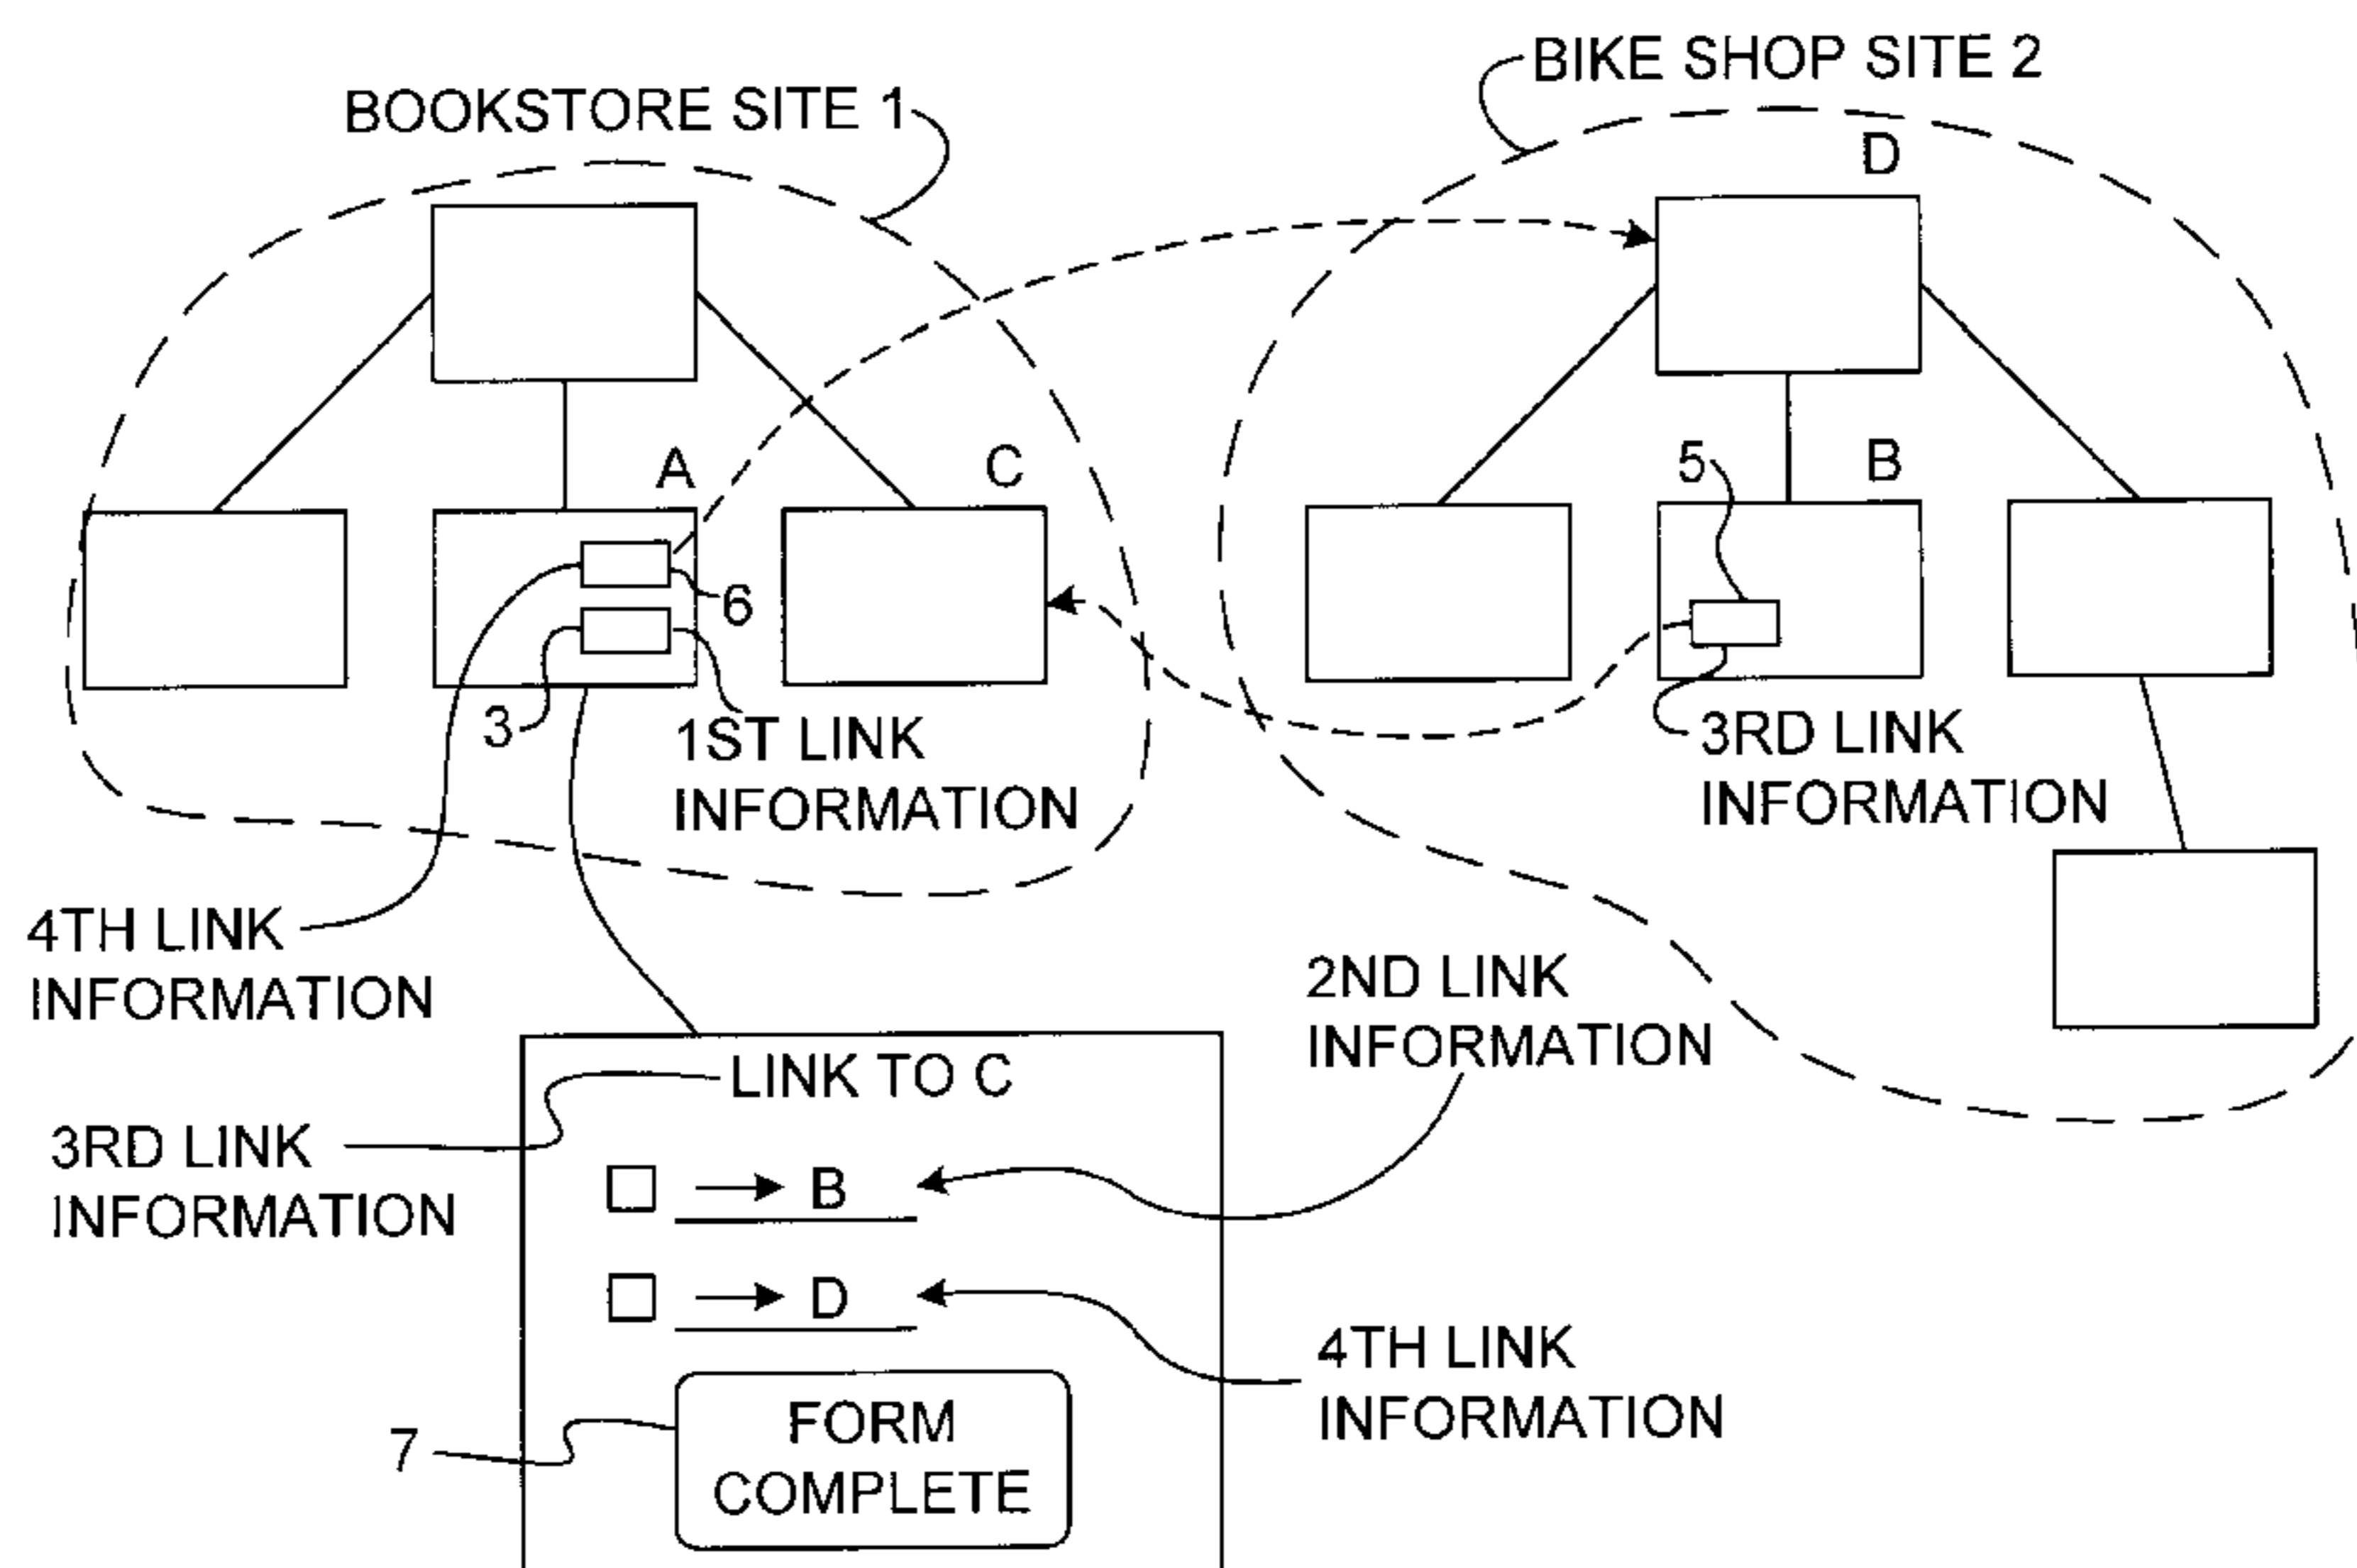 BIKE SHOP SITE 2
BOOKSTORE SITE 1
D
A
C
5
B
6
3
1ST LINK
INFORMATION
3RD LINK
INFORMATION
4TH LINK
INFORMATION
2ND LINK
INFORMATION
LINK TO C
3RD LINK
INFORMATION
B
D
4TH LINK
INFORMATION
FORM
COMPLETE
7